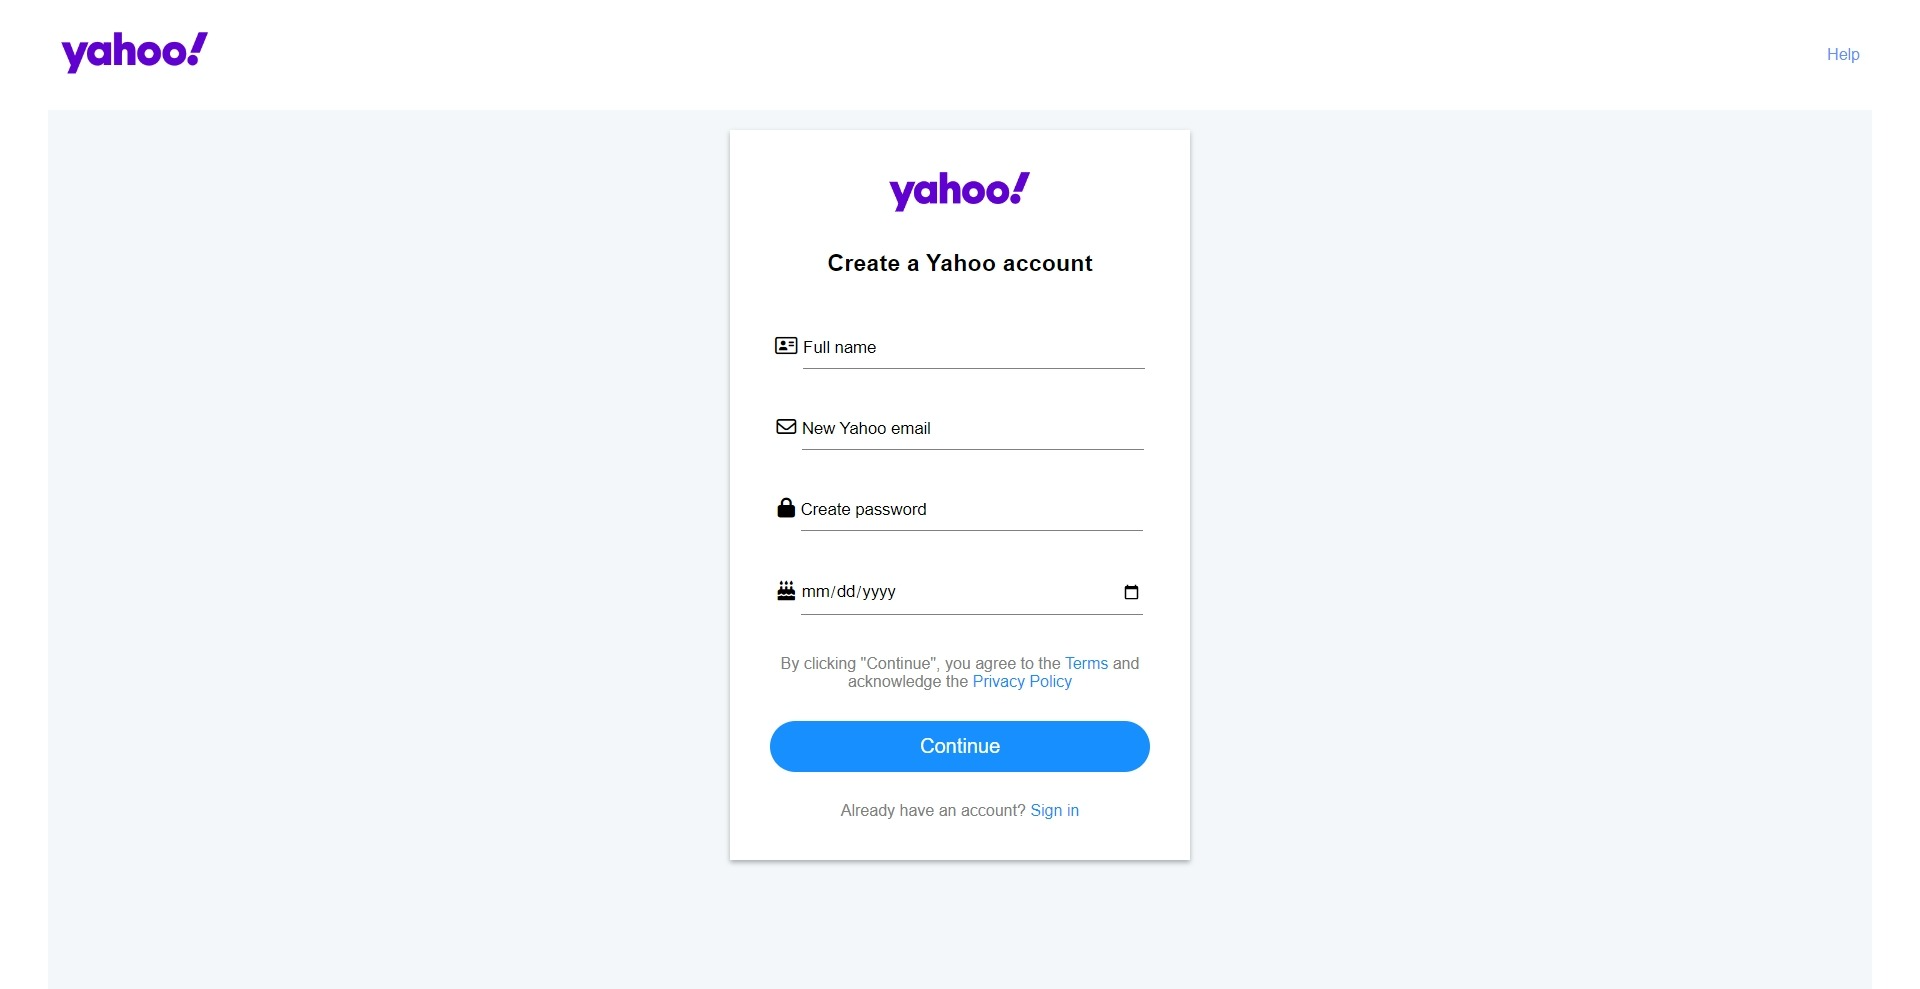 yahoo!
Help
yahoo!
Create a Yahoo account
Full name
New Yahoo email
Create password
mm/dd/yyyy
By clicking "Continue", you agree to the Terms and
acknowledge the Privacy Policy
Continue
Already have an account? Sign in